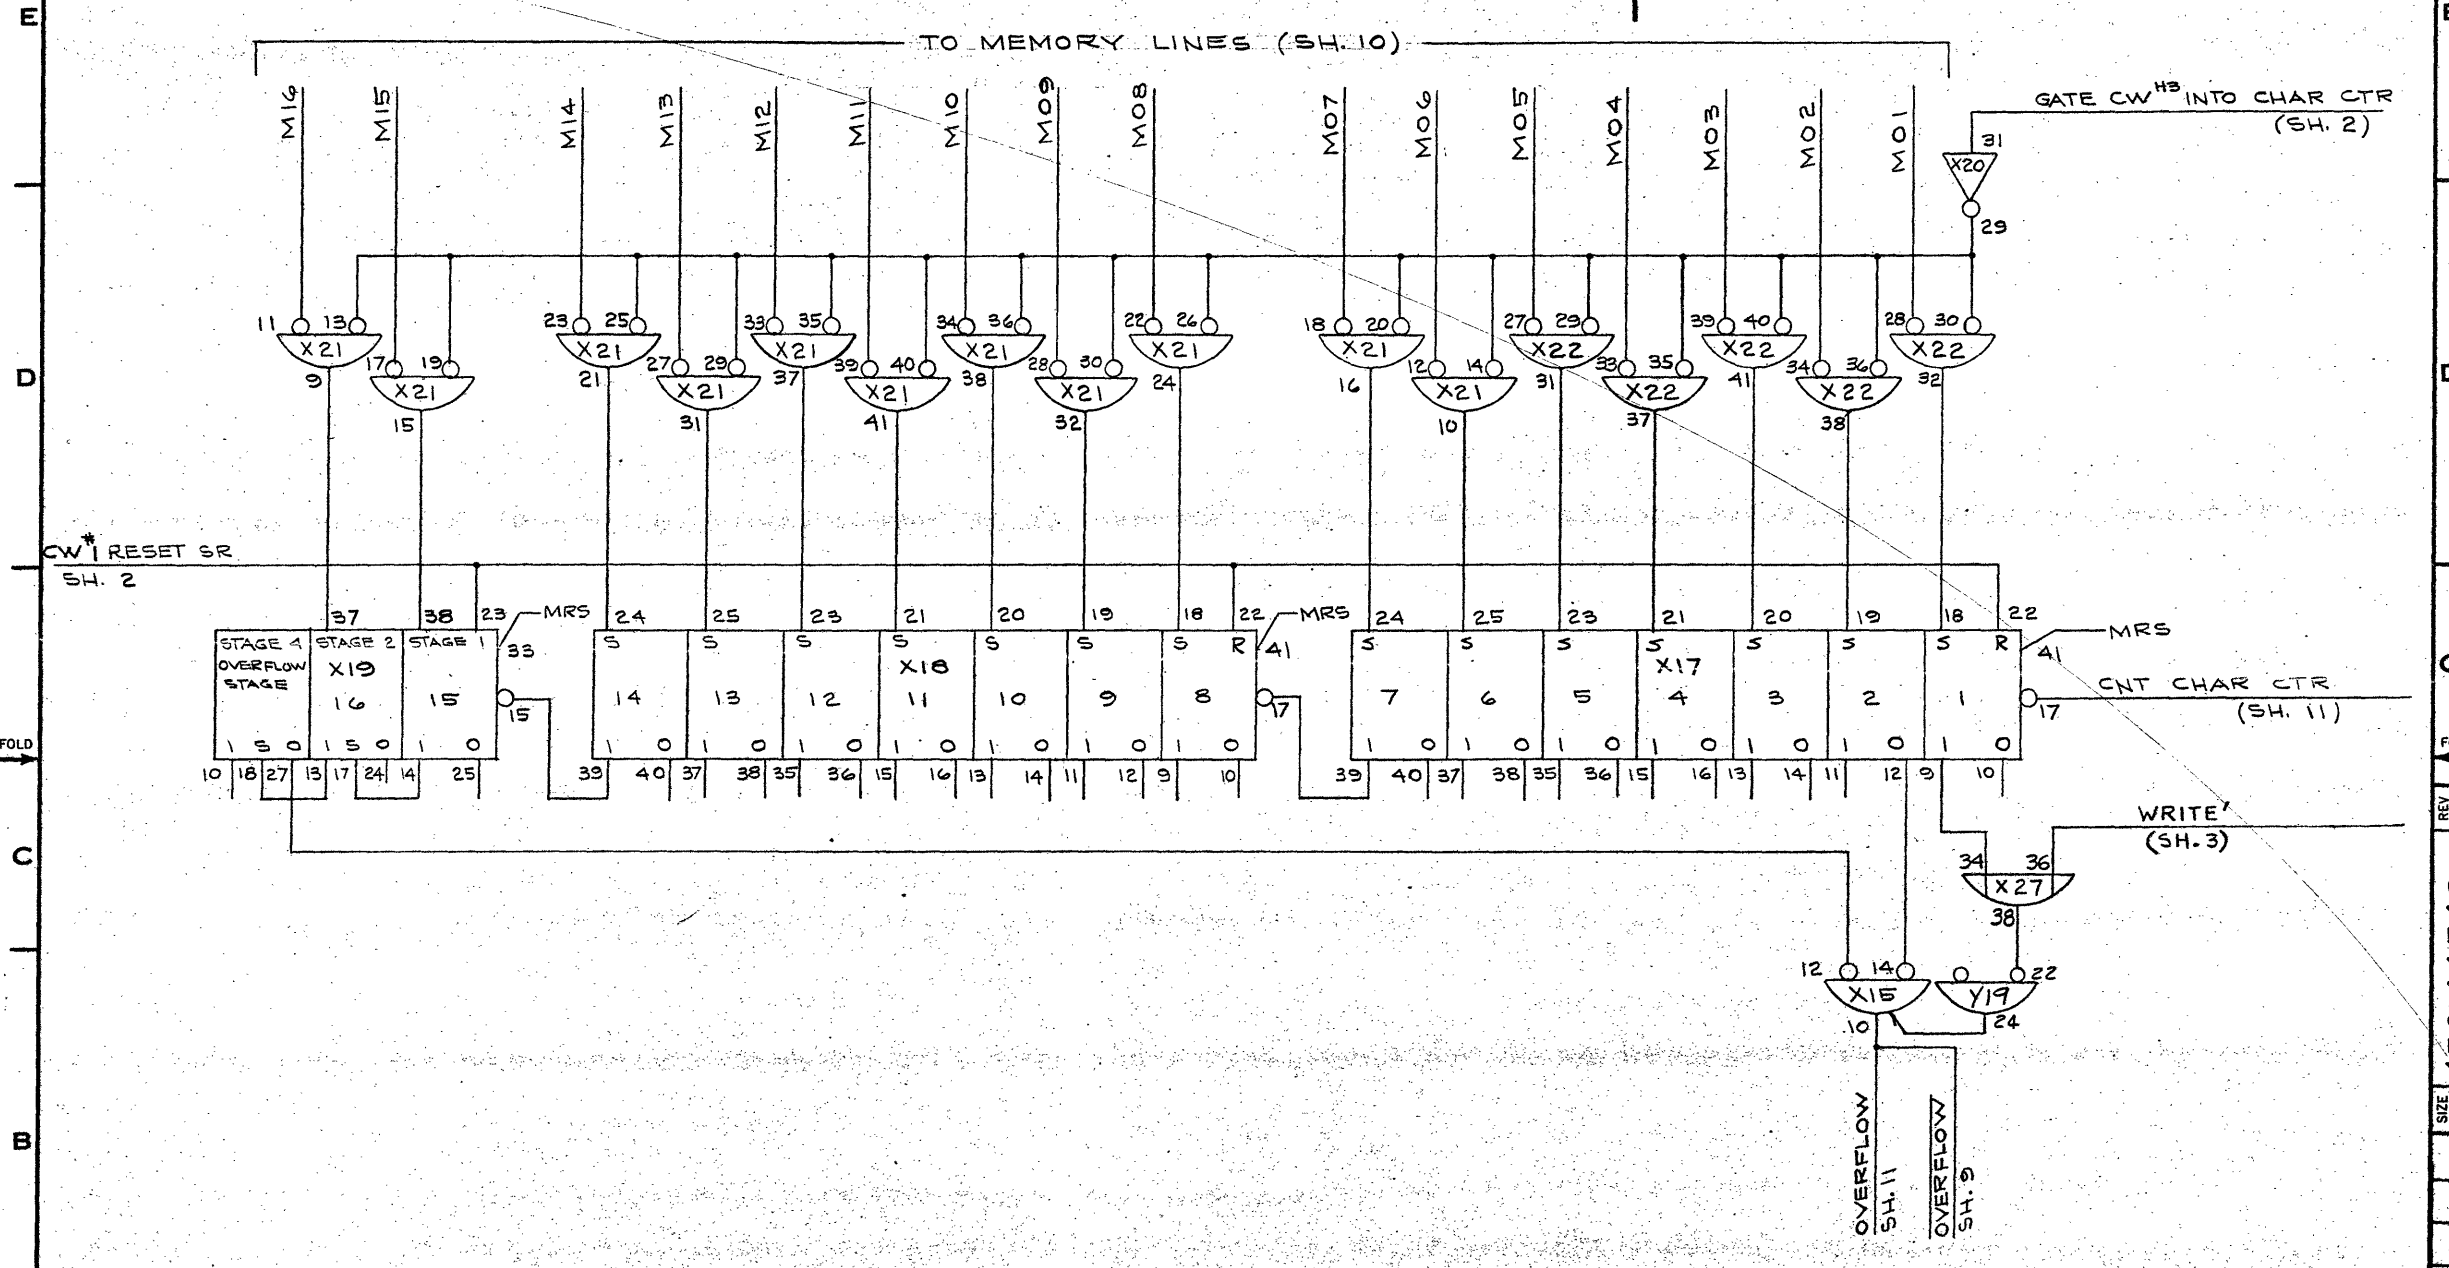 E
TO MEMORY LINES (SH. 10)
M16 M15 M14 M13 M12 M11 M10 M09 M08 M07 M06 M05 M04 M03 M02 M01
GATE CW #3 INTO CHAR CTR
(SH. 2)
31
X20
29
11 13 23 25 33 35 34 36 22 26 18 20 27 29 39 40 28 30
X21 X21 X21 X21 X21 X21 X22 X22 X22
9 17 19 21 27 29 37 39 40 38 28 30 24 16 12 14 31 33 35 41 34 36 32
D
X21 X21 X21 X21 X21 X22 X22
15 31 41 32 10 37 38
CW #1 RESET SR
SH. 2
37 38 23 MRS 24 25 23 21 20 19 18 22 MRS 24 25 23 21 20 19 18 22 MRS
STAGE 4 STAGE 2 STAGE 1 33 S S S S S S S R 41 S S S S S S S R 41
OVERFLOW X19 X18 X17
STAGE
16 15 14 13 12 11 10 9 8 7 6 5 4 3 2 1
15 17 17
CNT CHAR CTR
(SH. 11)
1 S 0 1 S 0 1 0 1 0 1 0 1 0 1 0 1 0 1 0 1 0 1 0 1 0 1 0 1 0 1 0 1 0 1 0
FOLD
10 18 27 13 17 24 14 25 39 40 37 38 35 36 15 16 13 14 11 12 9 10 39 40 37 38 35 36 15 16 13 14 11 12 9 10
REV
WRITE'
(SH. 3)
C
34 36
X27
38
12 14 22
X15 Y19
10 24
B
SIZE
OVERFLOW
SH. 11
OVERFLOW
SH. 9